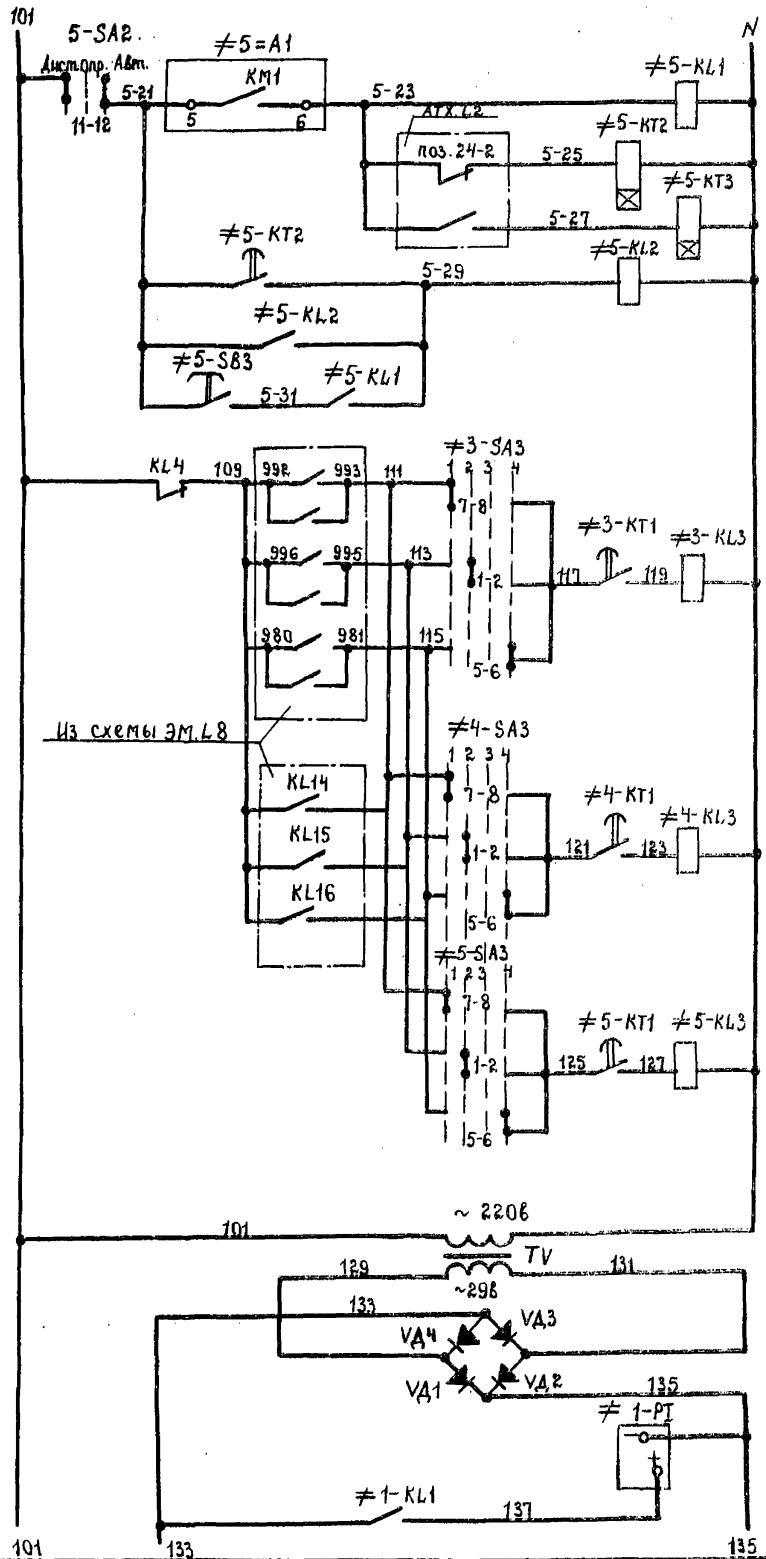 101
N
5-SA2.
Дист.опр. Авт.
≠5=A1
≠5-KL1
KM1
5-21
5-23
5
6
11-12
АТХ.L2
≠5-KT2
поз.24-2
5-25
≠5-KT3
5-27
≠5-KT2
≠5-KL2
5-29
≠5-KL2
≠5-SB3
≠5-KL1
5-31
≠3-SA3
KL4
109
992
993
111
1 2 3 4
7-8
≠3-KT1
≠3-KL3
996
995
113
1-2
117
119
980
981
115
5-6
Из схемы ЭМ.L8
≠4-SA3
1 2 3 4
KL14
7-8
≠4-KT1
≠4-KL3
KL15
1-2
121
123
KL16
5-6
≠5-SA3
1 2 3 4
7-8
≠5-KT1
≠5-KL3
1-2
125
127
5-6
~ 220в
101
TV
129
131
~29в
133
VД4
VД3
VД1
VД2
135
≠ 1-PI
−
+
≠1-KL1
137
101
133
135